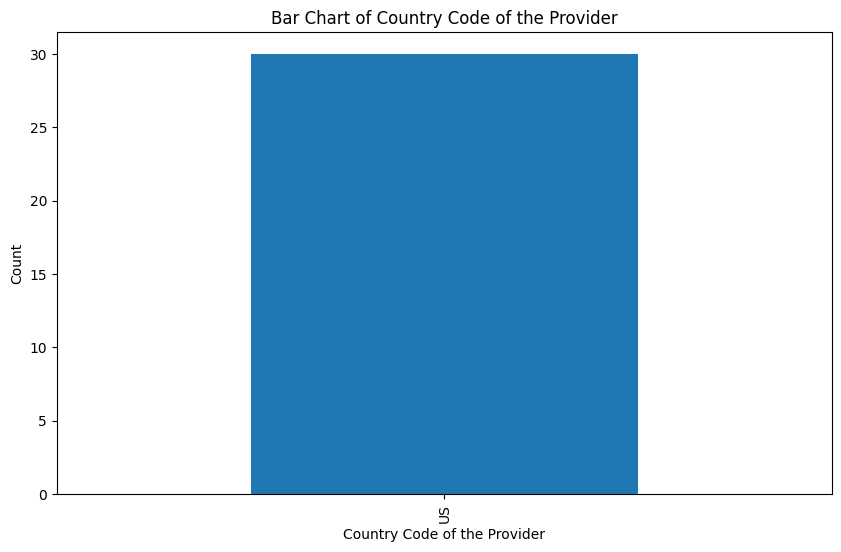 Bar Chart of Country Code of the Provider
30
25
20
15
10
5
0
Count
US
Country Code of the Provider